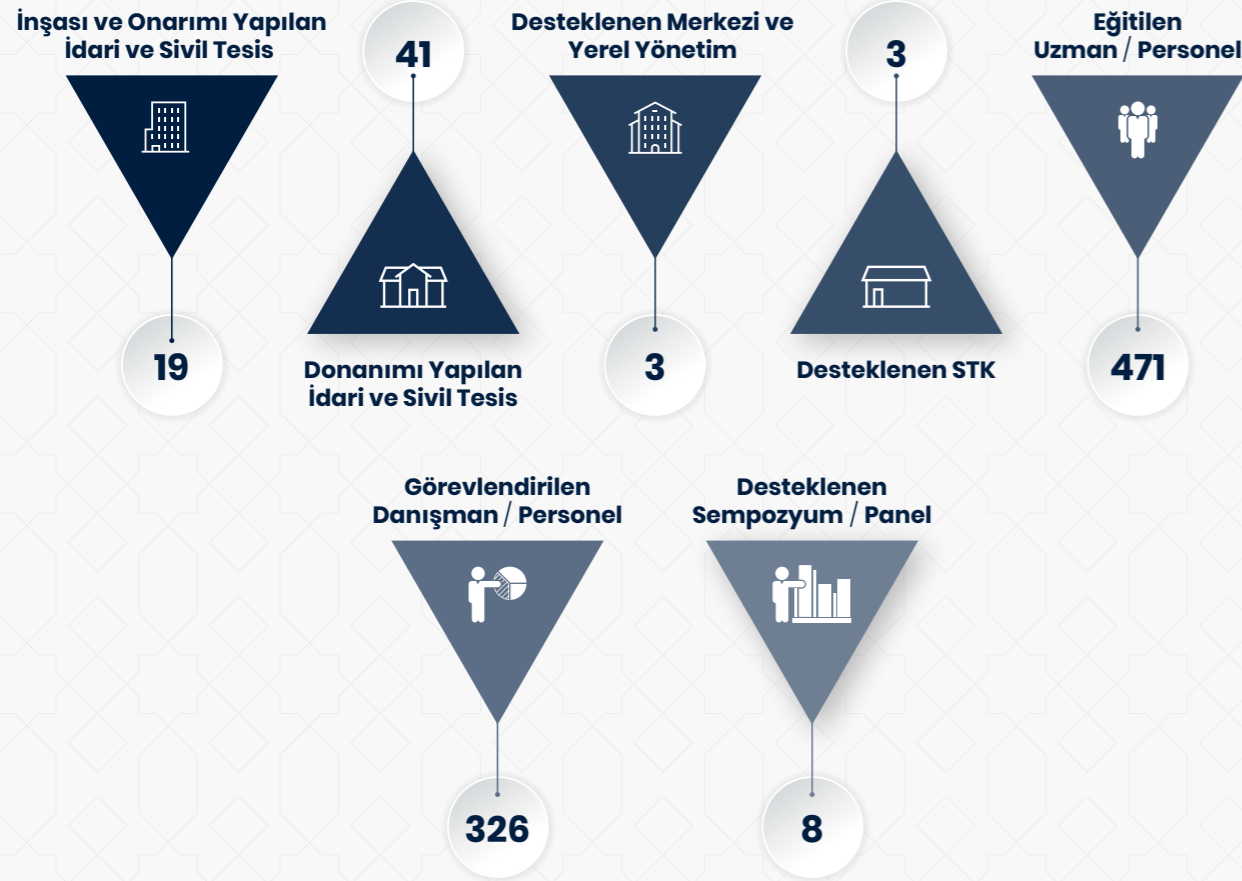 İnşası ve Onarımı Yapılan
İdari ve Sivil Tesis
19
41
Donanımı Yapılan
İdari ve Sivil Tesis
Desteklenen Merkezi ve
Yerel Yönetim
3
3
Desteklenen STK
Eğitilen
Uzman / Personel
471
Görevlendirilen
Danışman / Personel
326
Desteklenen
Sempozyum / Panel
8